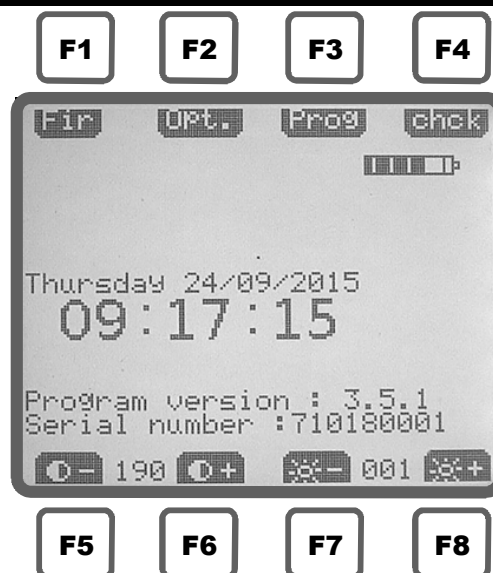 F1 F2 F3 F4
Fir OPt. Prog chck
Thursday 24/09/2015
09:17:15
Program version : 3.5.1
Serial number :710180001
- 190 + - 001 +
F5 F6 F7 F8